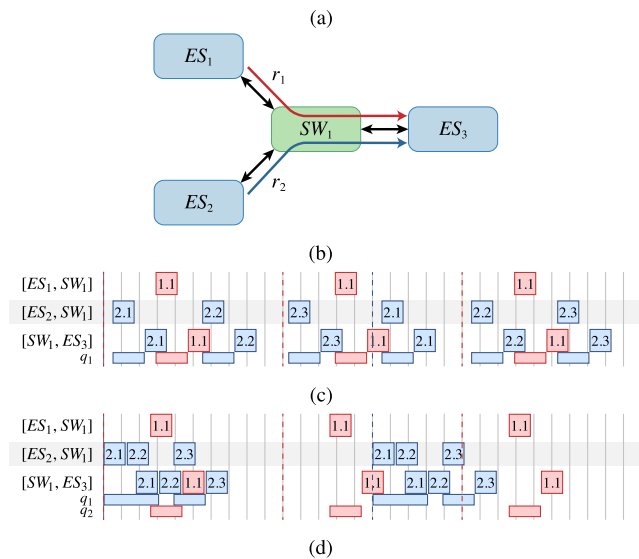 (a)
ES1
r1
SW1
ES3
ES2
r2
(b)
[ES1, SW1] 1.1 1.1 1.1
[ES2, SW1] 2.1 2.2 2.3 2.1 2.2 2.3
[SW1, ES3] 2.1 1.1 2.2 2.3 1.1 2.1 2.2 1.1 2.3
q1
(c)
[ES1, SW1] 1.1 1.1 1.1
[ES2, SW1] 2.1 2.2 2.3 2.1 2.2 2.3
[SW1, ES3] 2.1 2.2 1.1 2.3 1.1 2.1 2.2 2.3 1.1
q1
q2
(d)